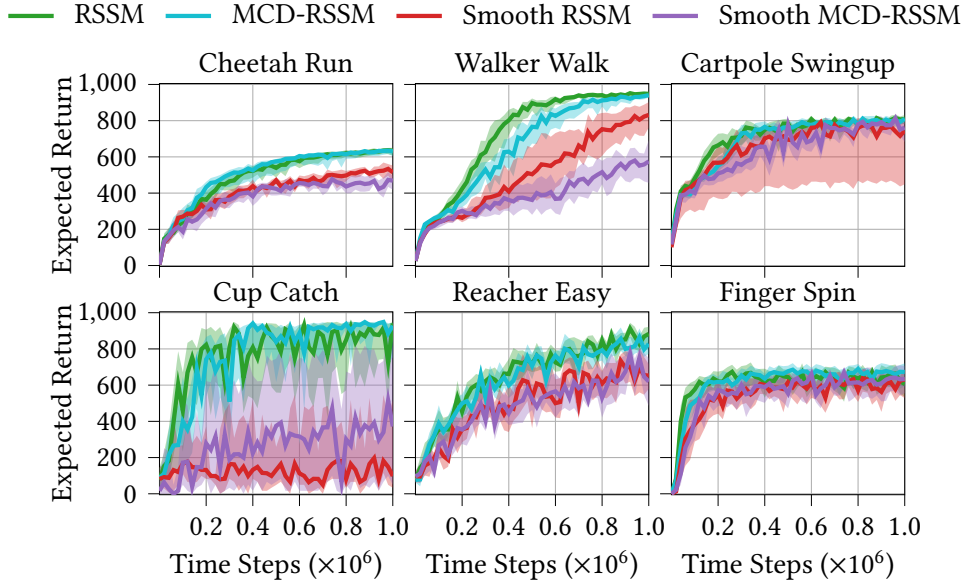 RSSM MCD-RSSM Smooth RSSM Smooth MCD-RSSM
Cheetah Run Walker Walk Cartpole Swingup
Expected Return
1,000
800
600
400
200
0
Cup Catch Reacher Easy Finger Spin
Expected Return
1,000
800
600
400
200
0
0.2 0.4 0.6 0.8 1.0 0.2 0.4 0.6 0.8 1.0 0.2 0.4 0.6 0.8 1.0
Time Steps (×10⁶) Time Steps (×10⁶) Time Steps (×10⁶)